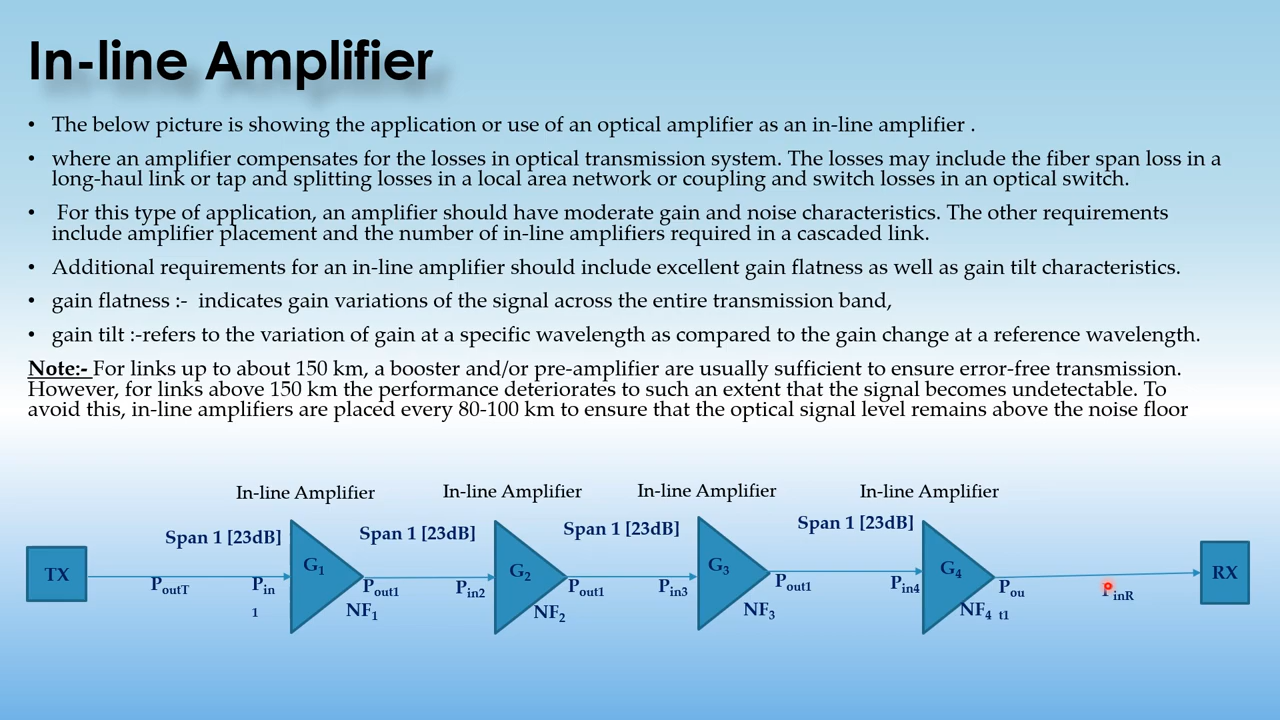 In-line Amplifier
• The below picture is showing the application or use of an optical amplifier as an in-line amplifier .
• where an amplifier compensates for the losses in optical transmission system. The losses may include the fiber span loss in a
long-haul link or tap and splitting losses in a local area network or coupling and switch losses in an optical switch.
• For this type of application, an amplifier should have moderate gain and noise characteristics. The other requirements
include amplifier placement and the number of in-line amplifiers required in a cascaded link.
• Additional requirements for an in-line amplifier should include excellent gain flatness as well as gain tilt characteristics.
• gain flatness :- indicates gain variations of the signal across the entire transmission band,
• gain tilt :-refers to the variation of gain at a specific wavelength as compared to the gain change at a reference wavelength.
Note:- For links up to about 150 km, a booster and/or pre-amplifier are usually sufficient to ensure error-free transmission.
However, for links above 150 km the performance deteriorates to such an extent that the signal becomes undetectable. To
avoid this, in-line amplifiers are placed every 80-100 km to ensure that the optical signal level remains above the noise floor
In-line Amplifier In-line Amplifier In-line Amplifier In-line Amplifier
Span 1 [23dB] Span 1 [23dB] Span 1 [23dB] Span 1 [23dB]
TX G1 G2 G3 G4 RX
PoutT Pin Pout1 Pin2 Pout1 Pin3 Pout1 Pin4 Pou PinR
1 NF1 NF2 NF3 NF4 t1